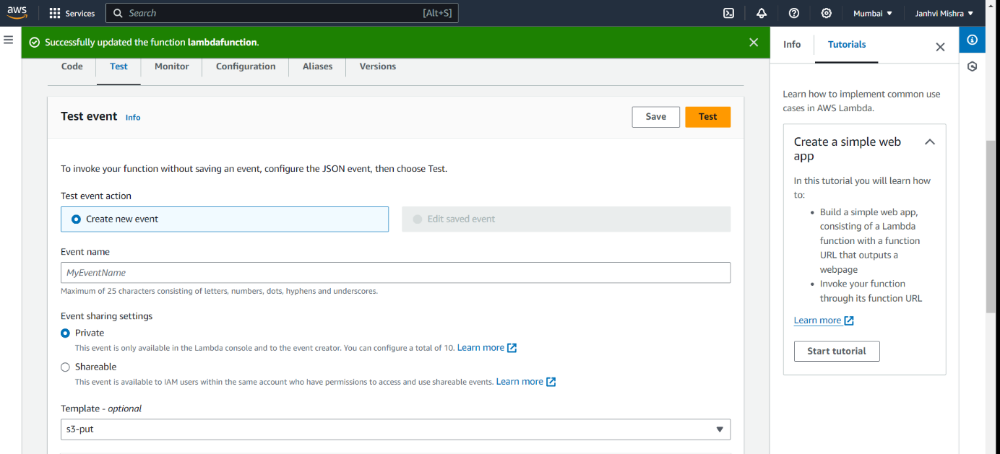 aws
Services
Search
[Alt+S]
Mumbai
Janhvi Mishra
Successfully updated the function lambdafunction.
Info
Tutorials
Code
Test
Monitor
Configuration
Aliases
Versions
Test event
Info
Save
Test
To invoke your function without saving an event, configure the JSON event, then choose Test.
Test event action
Create new event
Edit saved event
Event name
MyEventName
Maximum of 25 characters consisting of letters, numbers, dots, hyphens and underscores.
Event sharing settings
Private
This event is only available in the Lambda console and to the event creator. You can configure a total of 10. Learn more
Shareable
This event is available to IAM users within the same account who have permissions to access and use shareable events. Learn more
Template - optional
s3-put
Learn how to implement common use
cases in AWS Lambda.
Create a simple web
app
In this tutorial you will learn how
to:
• Build a simple web app,
consisting of a Lambda
function with a function
URL that outputs a
webpage
• Invoke your function
through its function URL
Learn more
Start tutorial